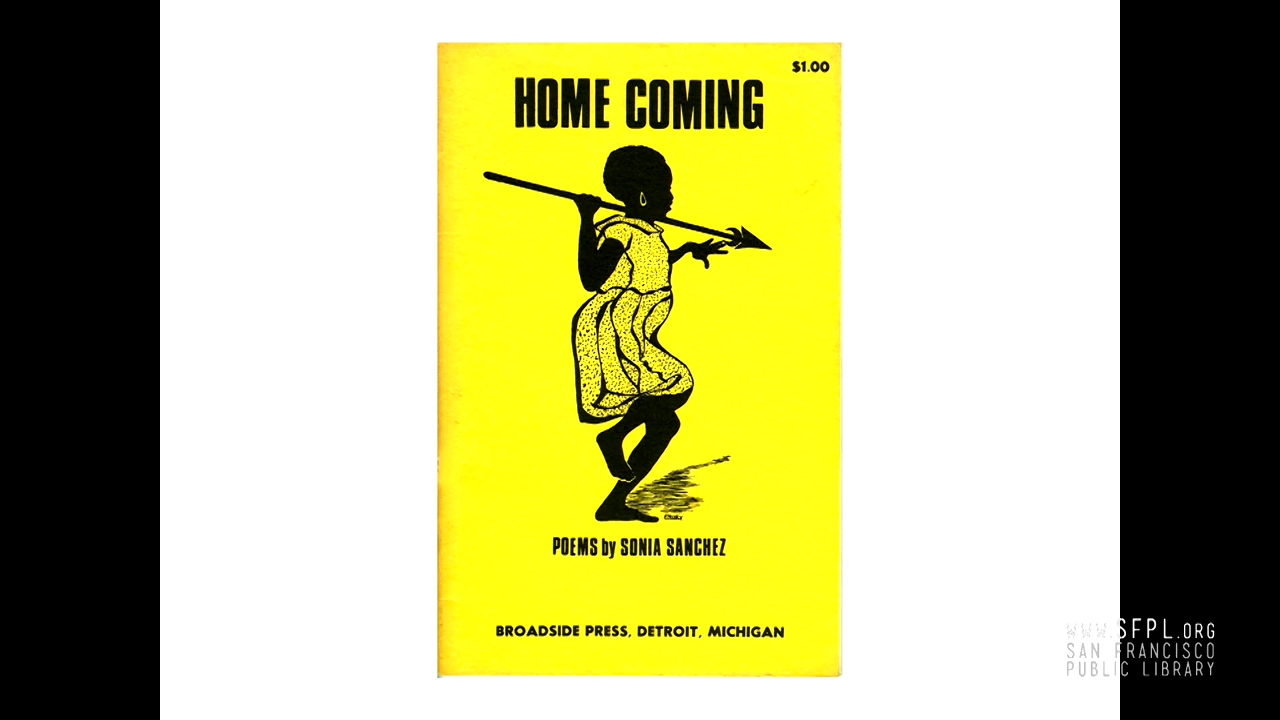 $1.00
HOME COMING
POEMS by SONIA SANCHEZ
BROADSIDE PRESS, DETROIT, MICHIGAN
WWW.SFPL.ORG
SAN FRANCISCO
PUBLIC LIBRARY